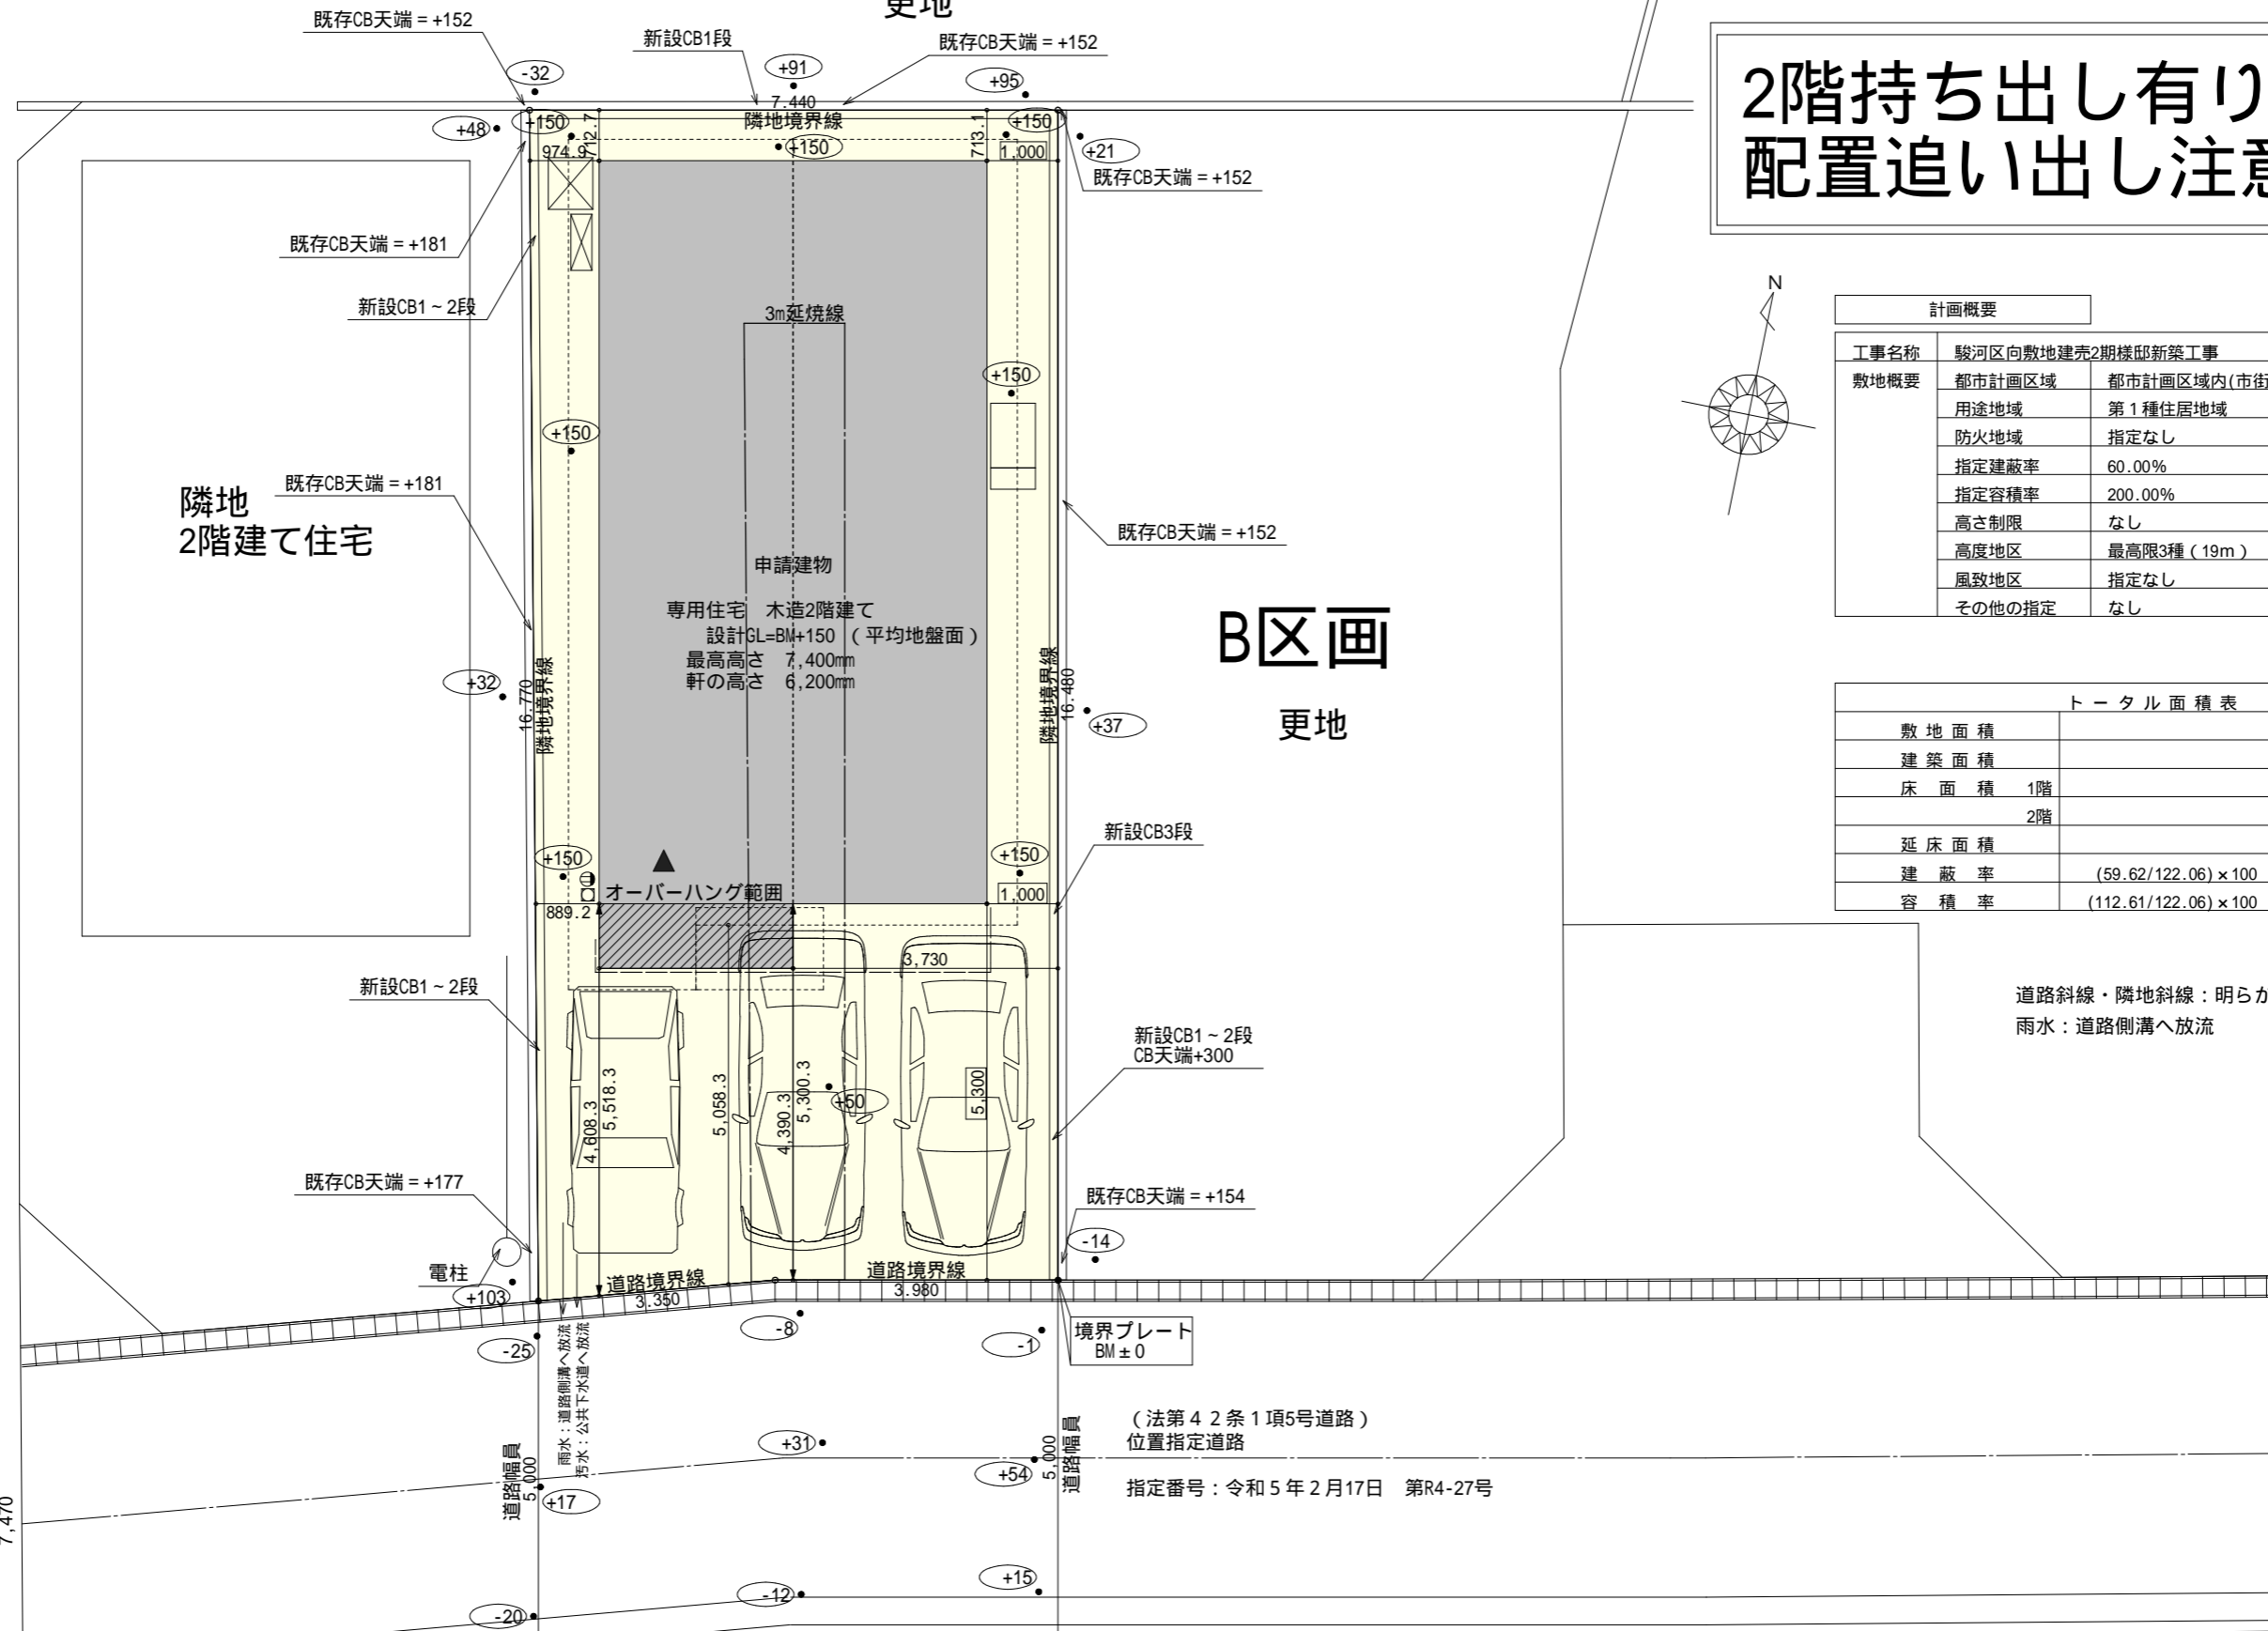 更地
既存CB天端＝+152
新設CB1段
既存CB天端＝+152
-32
+91
+95
7.440
隣地境界線
+48
+150
712.7
+150
713.1
+150
974.9
1,000
+21
既存CB天端＝+152
既存CB天端＝+181
新設CB1～2段
3m延焼線
+150
+150
既存CB天端＝+181
隣地
2階建て住宅
既存CB天端＝+152
申請建物
専用住宅　木造2階建て
設計GL=BM+150（平均地盤面）
最高高さ　7,400mm
軒の高さ　6,200mm
B区画
更地
+32
16.770
隣地境界線
隣地境界線
16.480
+37
新設CB3段
+150
+150
オーバーハング範囲
889.2
1,000
3,730
新設CB1～2段
新設CB1～2段
CB天端+300
4,608.3
5,518.3
5,058.3
4,390.3
5,300.3
+50
5,300
既存CB天端＝+177
既存CB天端＝+154
-14
電柱
+103
道路境界線
3.350
道路境界線
3.980
-25
-8
-1
境界プレート
BM±0
雨水：道路側溝へ放流
汚水：公共下水道へ放流
道路幅員
5,000
+17
+31
+54
5,000
道路幅員
（法第４２条１項5号道路）
位置指定道路
指定番号：令和５年２月17日　第R4-27号
7,470
-20
-12
+15
2階持ち出し有り
配置追い出し注意
N
計画概要
工事名称 駿河区向敷地建売2期様邸新築工事
敷地概要 都市計画区域 都市計画区域内(市街
用途地域 第１種住居地域
防火地域 指定なし
指定建蔽率 60.00%
指定容積率 200.00%
高さ制限 なし
高度地区 最高限3種（19m）
風致地区 指定なし
その他の指定 なし
トータル面積表
敷地面積
建築面積
床面積 1階
2階
延床面積
建蔽率 (59.62/122.06)×100
容積率 (112.61/122.06)×100
道路斜線・隣地斜線：明らか
雨水：道路側溝へ放流